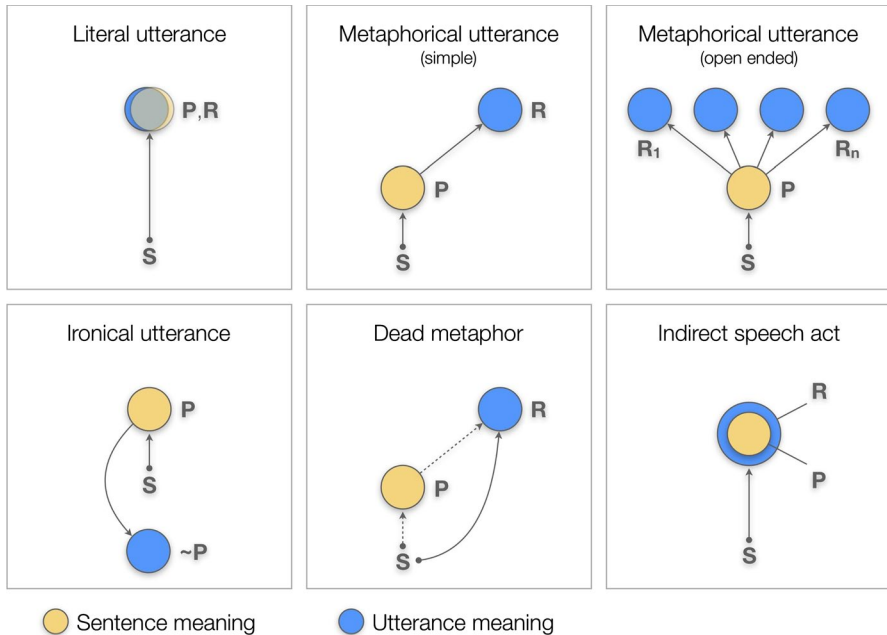 Literal utterance
P,R
S
Metaphorical utterance
(simple)
R
P
S
Metaphorical utterance
(open ended)
R1
Rn
P
S
Ironical utterance
P
S
~P
Dead metaphor
R
P
S
Indirect speech act
R
P
S
Sentence meaning
Utterance meaning